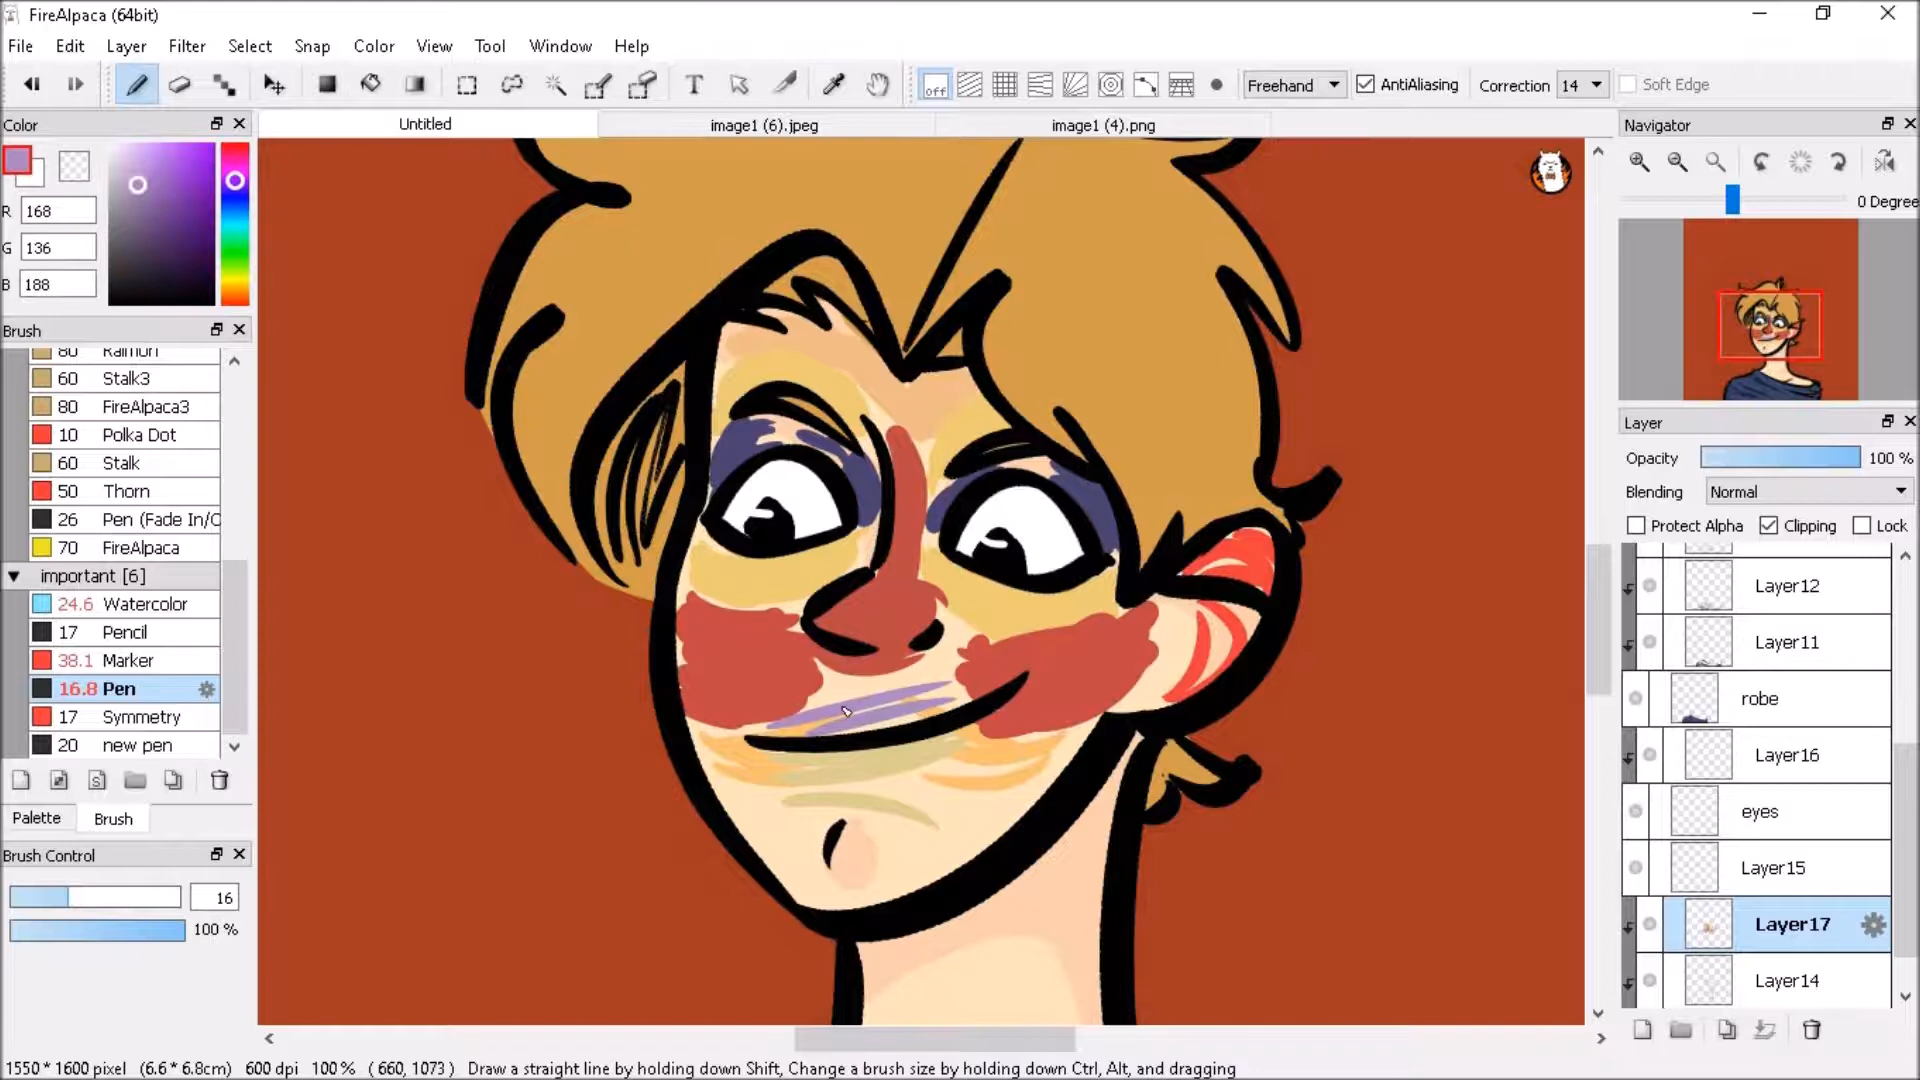 FireAlpaca (64bit)
File Edit Layer Filter Select Snap Color View Tool Window Help
off Freehand AntiAliasing Correction 14 Soft Edge
Color
Untitled image1 (6).jpeg image1 (4).png
Navigator
R 168
G 136
B 188
0 Degree
Brush
80
60 Stalk3
80 FireAlpaca3
10 Polka Dot
60 Stalk
50 Thorn
26 Pen (Fade In/O
70 FireAlpaca
important [6]
24.6 Watercolor
17 Pencil
38.1 Marker
16.8 Pen
17 Symmetry
20 new pen
Palette Brush
Brush Control
16
100 %
Layer
Opacity 100 %
Blending Normal
Protect Alpha Clipping Lock
Layer12
Layer11
robe
Layer16
eyes
Layer15
Layer17
Layer14
1550 * 1600 pixel (6.6 * 6.8cm) 600 dpi 100 % ( 660, 1073 ) Draw a straight line by holding down Shift, Change a brush size by holding down Ctrl, Alt, and dragging